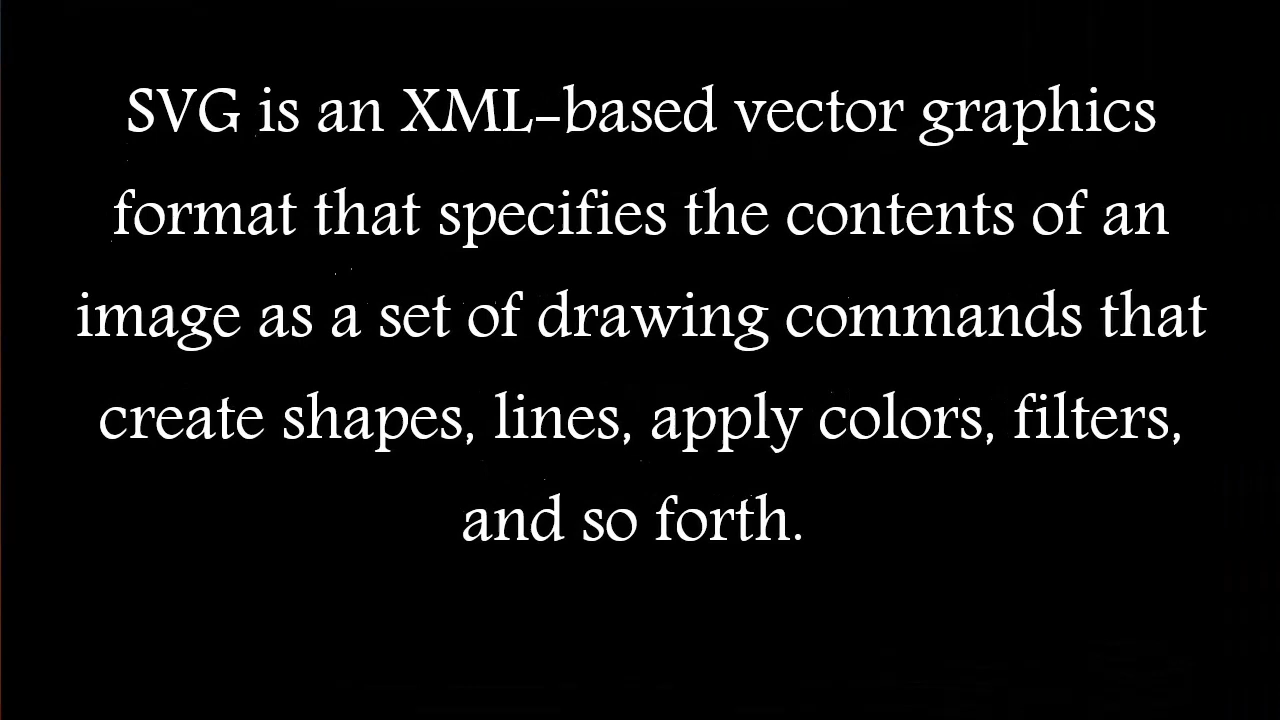 SVG is an XML-based vector graphics
format that specifies the contents of an
image as a set of drawing commands that
create shapes, lines, apply colors, filters,
and so forth.